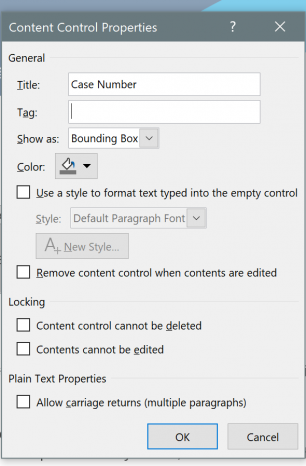 Content Control Properties ?
General
Title: Case Number
Tag:
Show as: Bounding Box
Color:
Use a style to format text typed into the empty control
Style: Default Paragraph Font
A+ New Style...
Remove content control when contents are edited
Locking
Content control cannot be deleted
Contents cannot be edited
Plain Text Properties
Allow carriage returns (multiple paragraphs)
OK Cancel